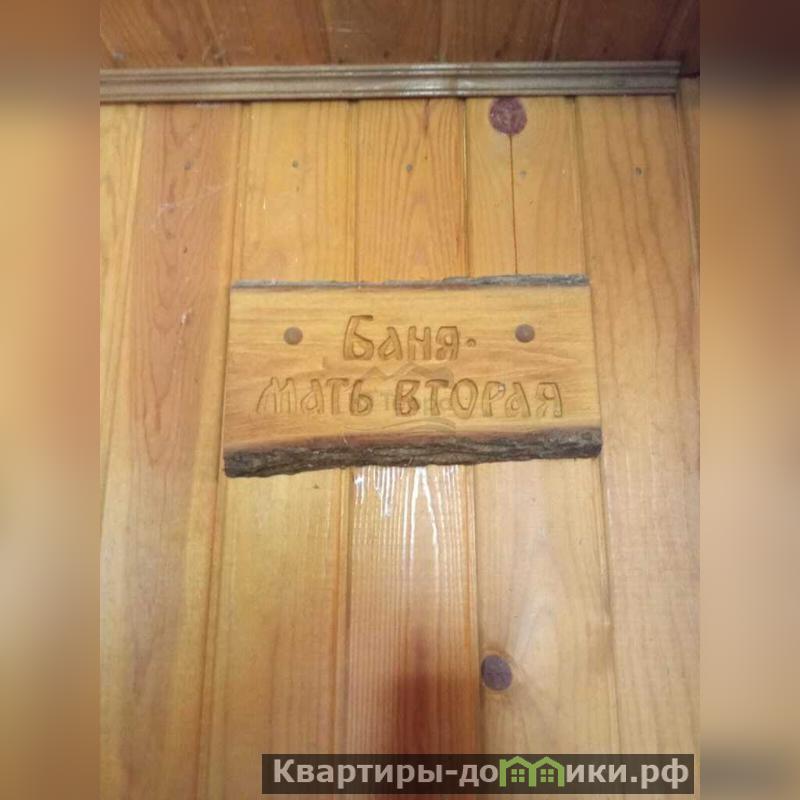 Баня-
мать вторая
Квартиры-домики.рф